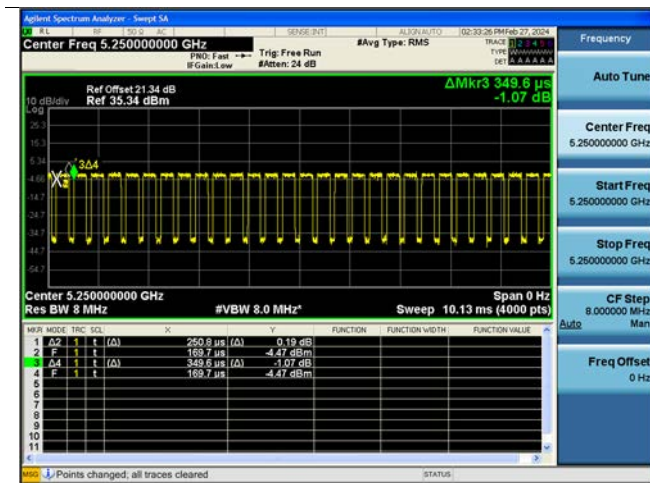 Agilent Spectrum Analyzer - Swept SA
RL RF 50 Ω AC SENSE:INT ALIGN AUTO 02:33:26 PM Feb 27, 2024
Center Freq 5.250000000 GHz
PNO: Fast
IFGain:Low
Trig: Free Run
#Atten: 24 dB
#Avg Type: RMS
TRACE 1 2 3 4 5 6
TYPE W
DET A A A A A A
Frequency
Auto Tune
Center Freq
5.250000000 GHz
Start Freq
5.250000000 GHz
Stop Freq
5.250000000 GHz
CF Step
8.000000 MHz
Auto Man
Freq Offset
0 Hz
ΔMkr3 349.6 µs
-1.07 dB
Ref Offset 21.34 dB
10 dB/div Ref 35.34 dBm
Log
25.3
15.3
5.34
-4.66
-14.7
-24.7
-34.7
-44.7
-54.7
3Δ4
Center 5.250000000 GHz Span 0 Hz
Res BW 8 MHz #VBW 8.0 MHz* Sweep 10.13 ms (4000 pts)
MKR MODE TRC SCL X Y FUNCTION FUNCTION WIDTH FUNCTION VALUE
1 Δ2 1 t (Δ) 250.8 µs (Δ) 0.19 dB
2 F 1 t 169.7 µs -4.47 dBm
3 Δ4 1 t (Δ) 349.6 µs (Δ) -1.07 dB
4 F 1 t 169.7 µs -4.47 dBm
5
6
7
8
9
10
11
MSG Points changed; all traces cleared STATUS